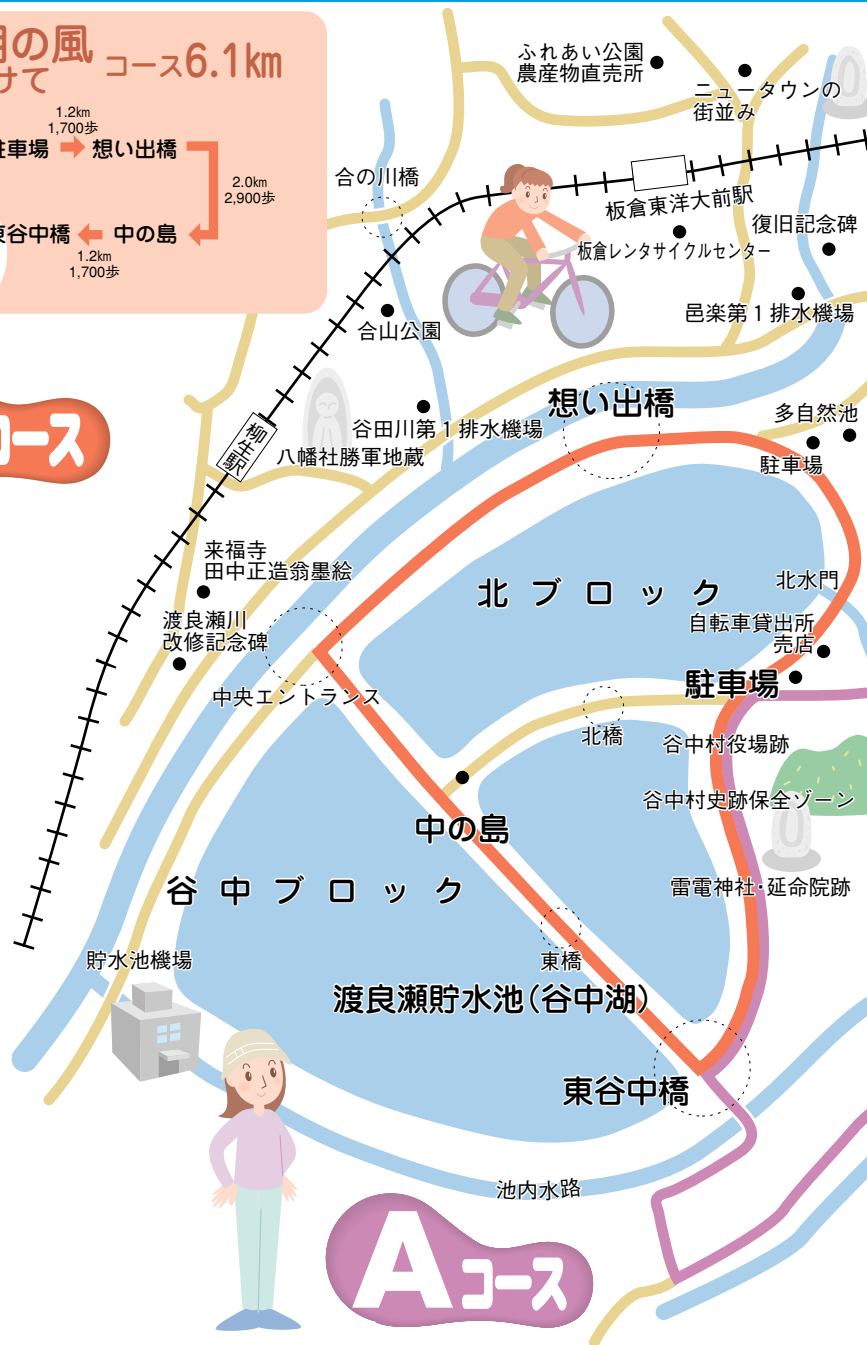 の風
けて
コース6.1km
1.2km
1,700歩
車場
想い出橋
2.0km
2,900歩
東谷中橋
中の島
1.2km
1,700歩
ふれあい公園
農産物直売所
ニュータウンの
街並み
合の川橋
板倉東洋大前駅
復旧記念碑
板倉レンタサイクルセンター
邑楽第1排水機場
合山公園
想い出橋
多自然池
谷田川第1排水機場
コース
柳生駅
八幡社勝軍地蔵
駐車場
来福寺
田中正造翁墨絵
北ブロック
北水門
渡良瀬川
改修記念碑
自転車貸出所
売店
中央エントランス
駐車場
北橋
谷中村役場跡
谷中村史跡保全ゾーン
中の島
谷中ブロック
雷電神社・延命院跡
貯水池機場
東橋
渡良瀬貯水池(谷中湖)
東谷中橋
池内水路
Aコース